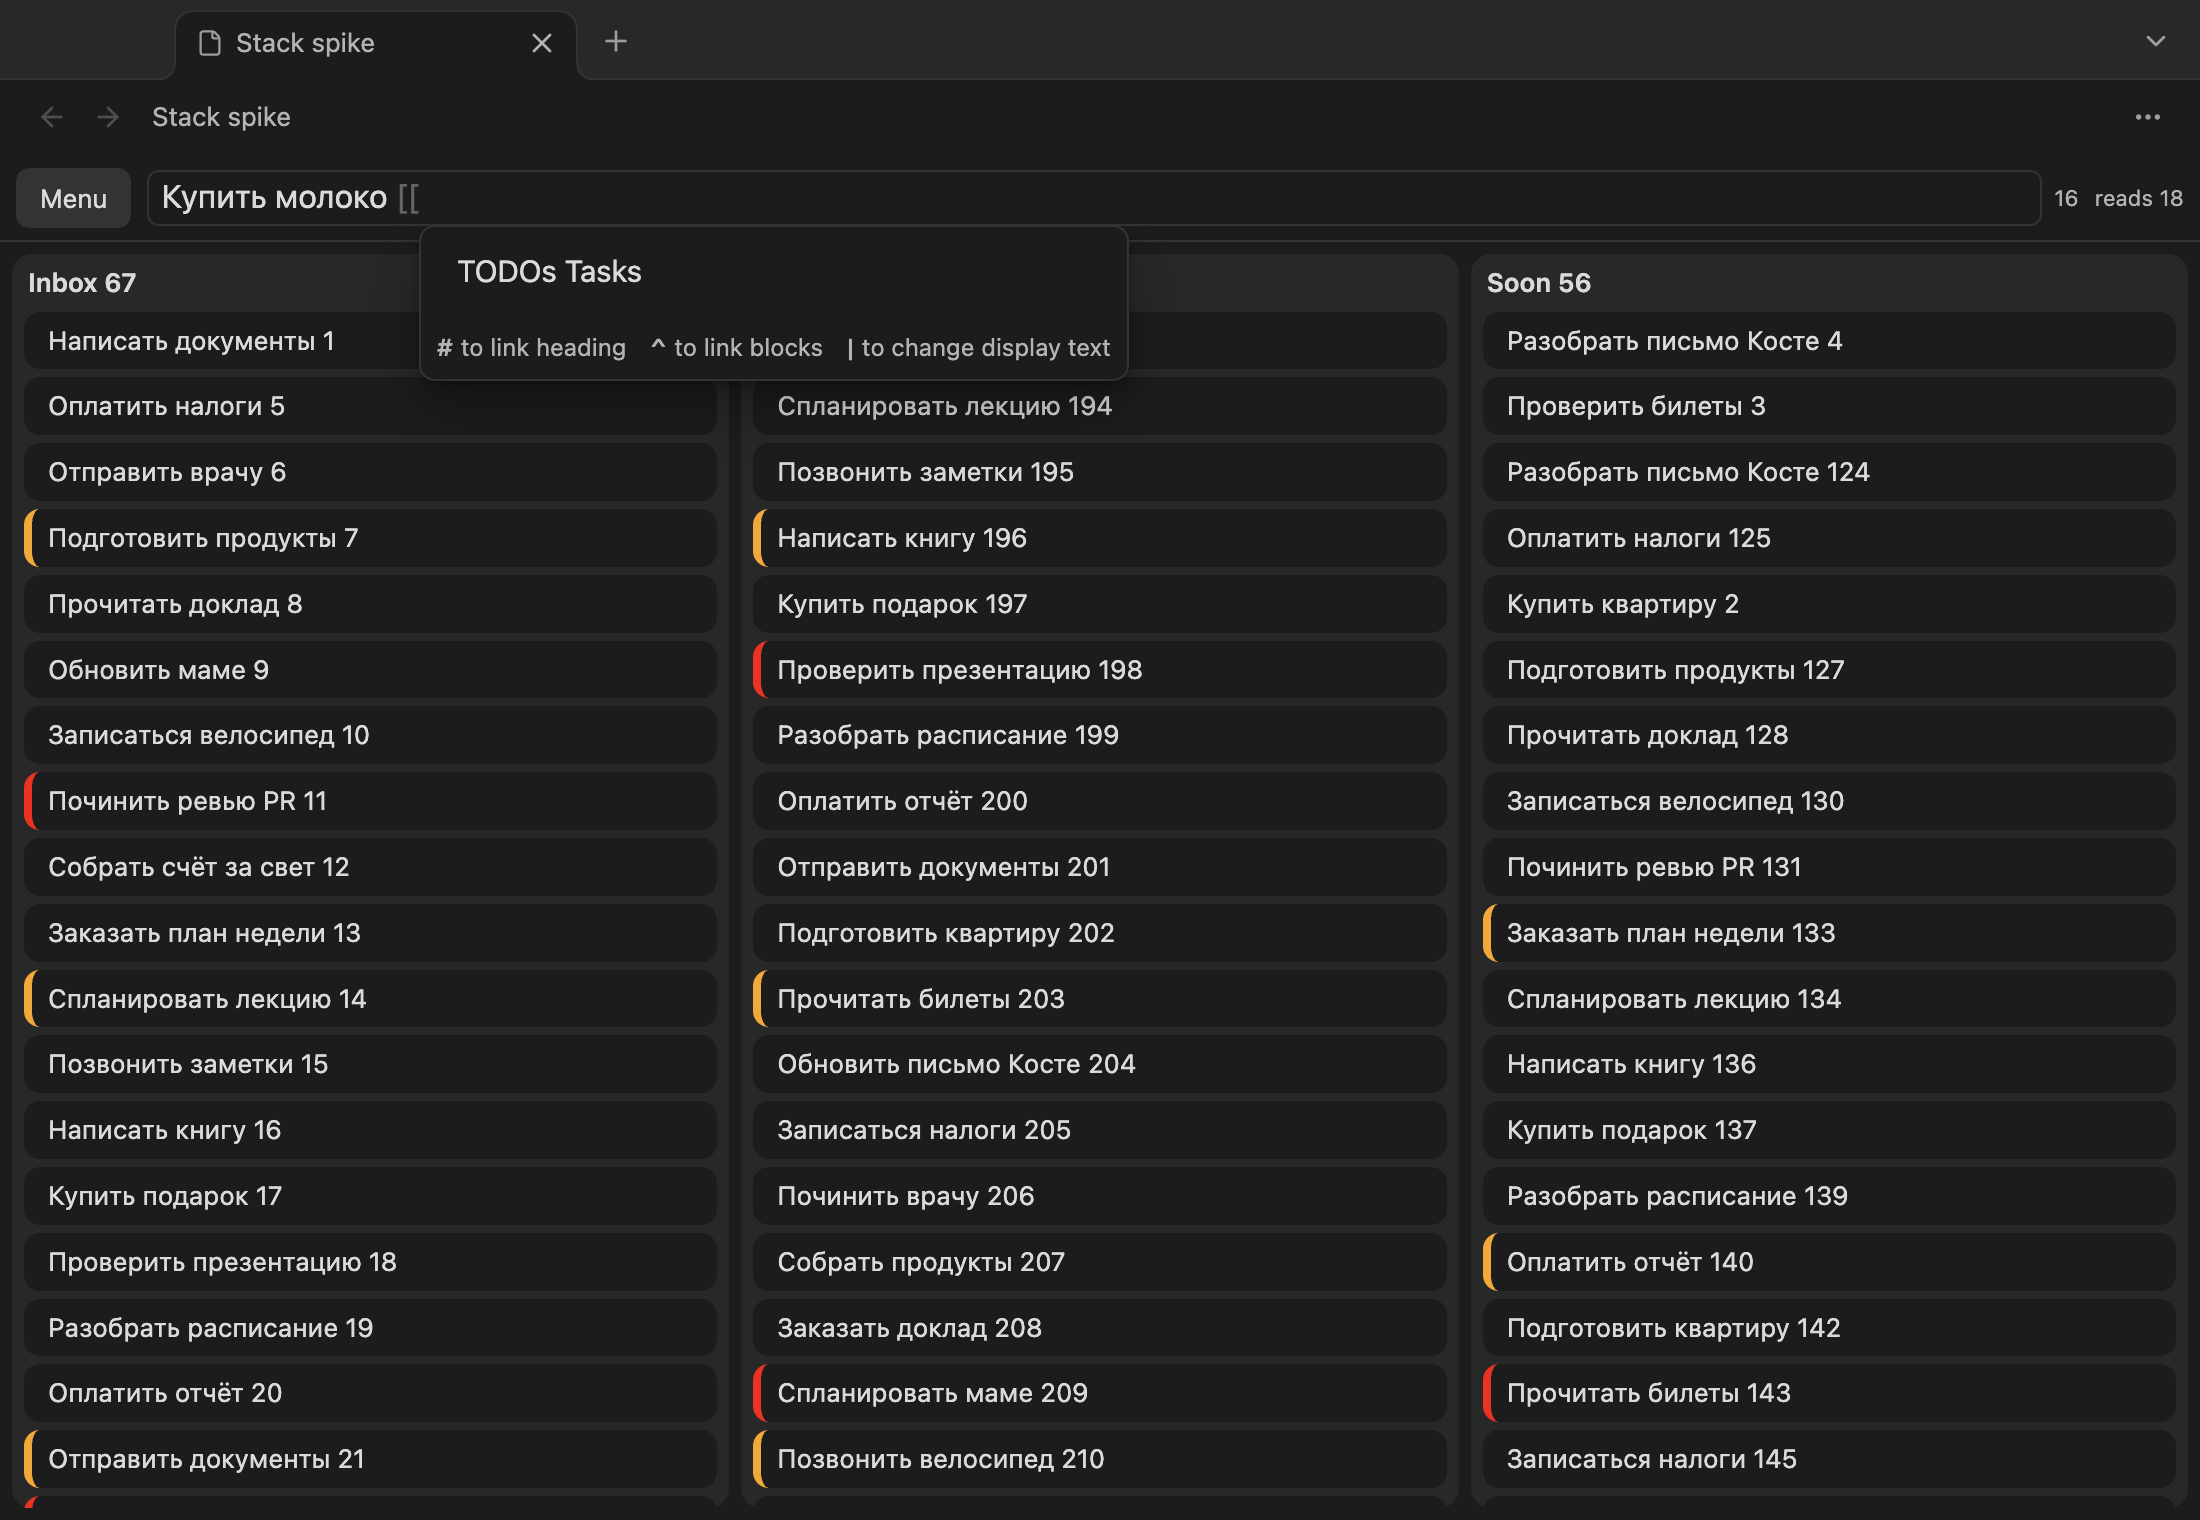 Stack spike
Stack spike
Menu
Купить молоко [[
16 reads 18
TODOs Tasks
# to link heading ^ to link blocks | to change display text
Inbox 67
Написать документы 1
Оплатить налоги 5
Отправить врачу 6
Подготовить продукты 7
Прочитать доклад 8
Обновить маме 9
Записаться велосипед 10
Починить ревью PR 11
Собрать счёт за свет 12
Заказать план недели 13
Спланировать лекцию 14
Позвонить заметки 15
Написать книгу 16
Купить подарок 17
Проверить презентацию 18
Разобрать расписание 19
Оплатить отчёт 20
Отправить документы 21
Спланировать лекцию 194
Позвонить заметки 195
Написать книгу 196
Купить подарок 197
Проверить презентацию 198
Разобрать расписание 199
Оплатить отчёт 200
Отправить документы 201
Подготовить квартиру 202
Прочитать билеты 203
Обновить письмо Косте 204
Записаться налоги 205
Починить врачу 206
Собрать продукты 207
Заказать доклад 208
Спланировать маме 209
Позвонить велосипед 210
Soon 56
Разобрать письмо Косте 4
Проверить билеты 3
Разобрать письмо Косте 124
Оплатить налоги 125
Купить квартиру 2
Подготовить продукты 127
Прочитать доклад 128
Записаться велосипед 130
Починить ревью PR 131
Заказать план недели 133
Спланировать лекцию 134
Написать книгу 136
Купить подарок 137
Разобрать расписание 139
Оплатить отчёт 140
Подготовить квартиру 142
Прочитать билеты 143
Записаться налоги 145